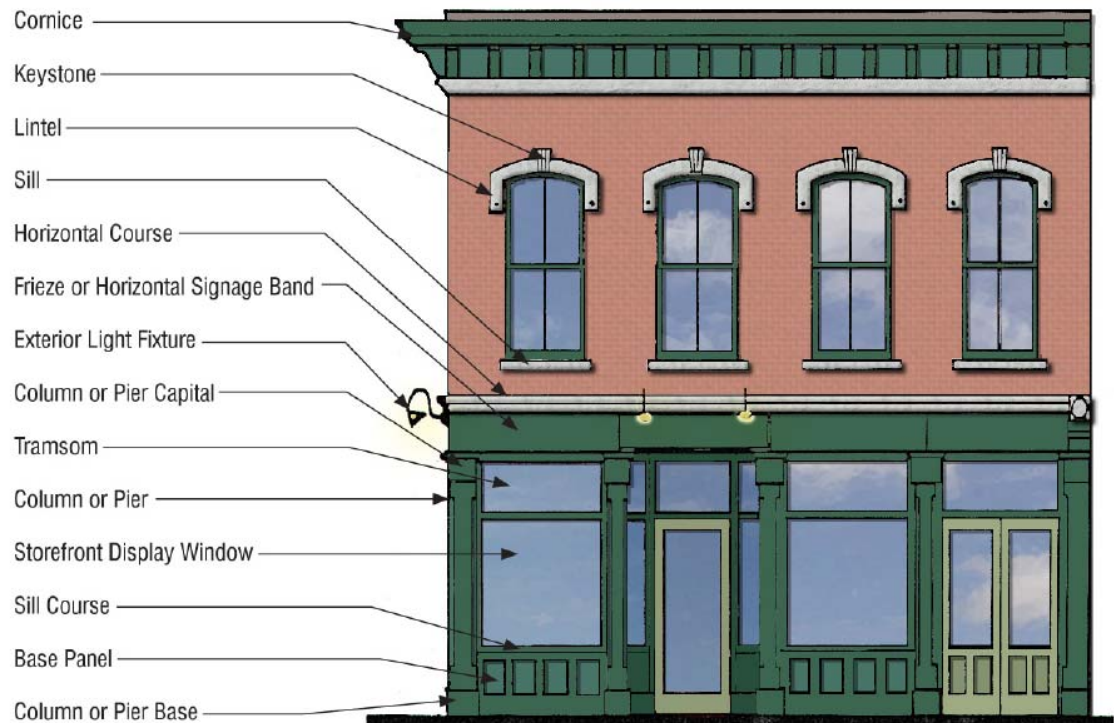 Cornice
Keystone
Lintel
Sill
Horizontal Course
Frieze or Horizontal Signage Band
Exterior Light Fixture
Column or Pier Capital
Tramsom
Column or Pier
Storefront Display Window
Sill Course
Base Panel
Column or Pier Base